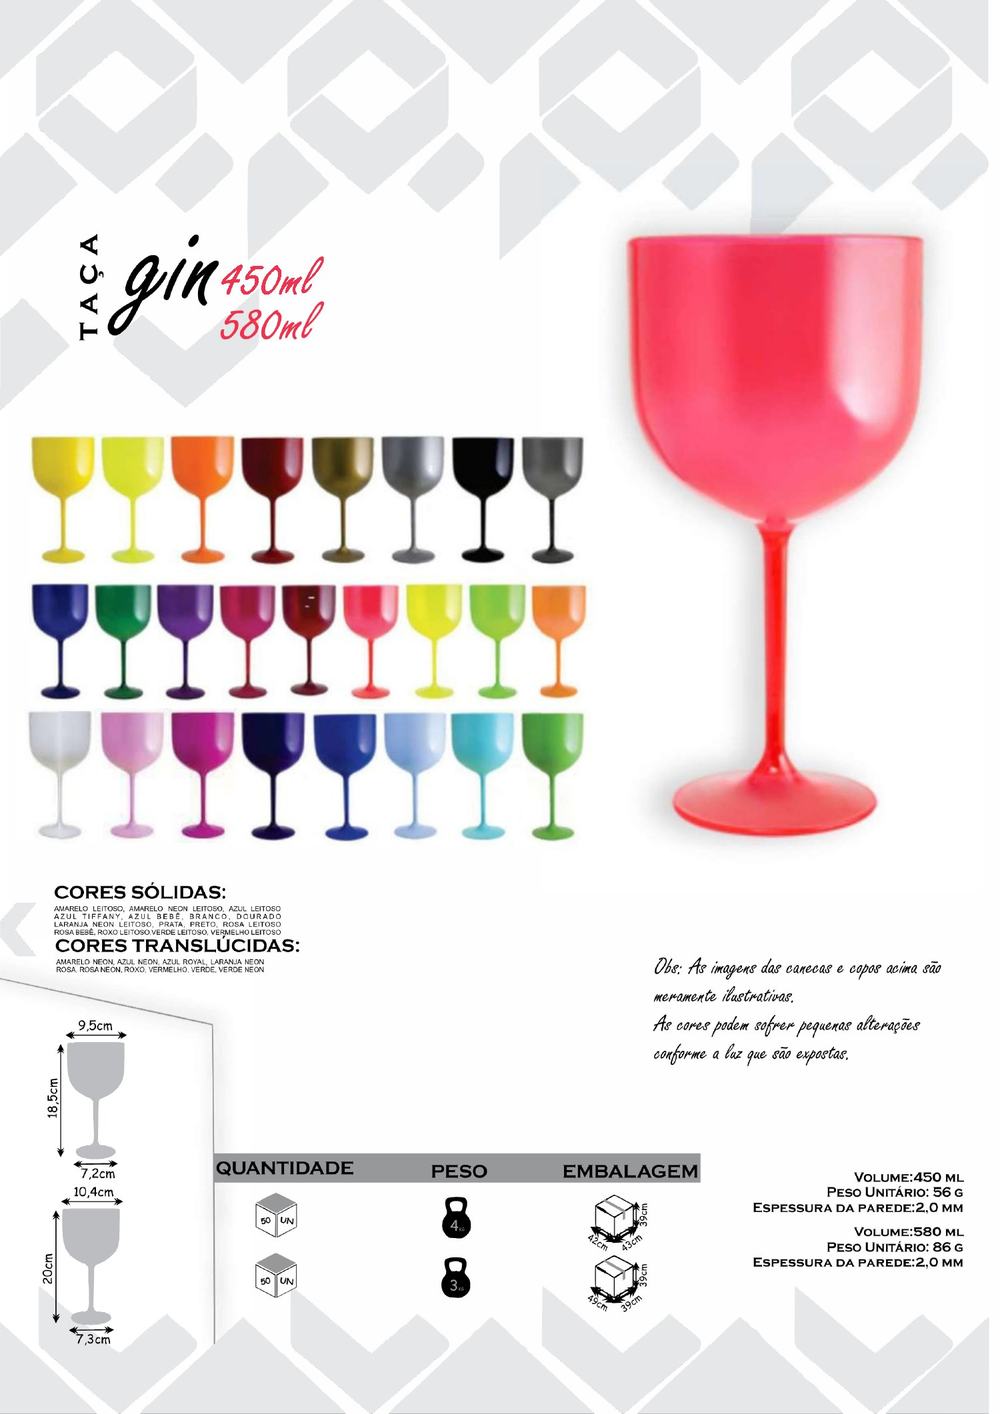 TAÇA
gin 450ml
580ml
CORES SÓLIDAS:
AMARELO LEITOSO, AMARELO NEON LEITOSO, AZUL LEITOSO
AZUL TIFFANY, AZUL BEBÊ, BRANCO, DOURADO
LARANJA NEON LEITOSO, PRATA, PRETO, ROSA LEITOSO
ROSA BEBÊ, ROXO LEITOSO,VERDE LEITOSO, VERMELHO LEITOSO
CORES TRANSLÚCIDAS:
AMARELO NEON, AZUL NEON, AZUL ROYAL, LARANJA NEON
ROSA, ROSA NEON, ROXO, VERMELHO, VERDE, VERDE NEON
Obs: As imagens das canecas e copos acima são
meramente ilustrativas.
As cores podem sofrer pequenas alterações
conforme a luz que são expostas.
9,5cm
18,5cm
7,2cm
10,4cm
20cm
7,3cm
QUANTIDADE PESO EMBALAGEM
50 UN
4KG
42cm 43cm 39cm
50 UN
3KG
49cm 39cm 39cm
VOLUME:450 ML
PESO UNITÁRIO: 56 G
ESPESSURA DA PAREDE:2,0 MM
VOLUME:580 ML
PESO UNITÁRIO: 86 G
ESPESSURA DA PAREDE:2,0 MM